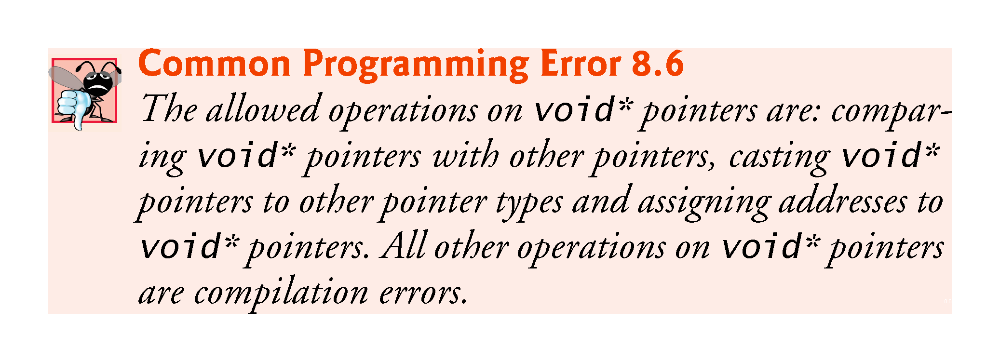 Common Programming Error 8.6
The allowed operations on void* pointers are: compar-
ing void* pointers with other pointers, casting void*
pointers to other pointer types and assigning addresses to
void* pointers. All other operations on void* pointers
are compilation errors.
8.6